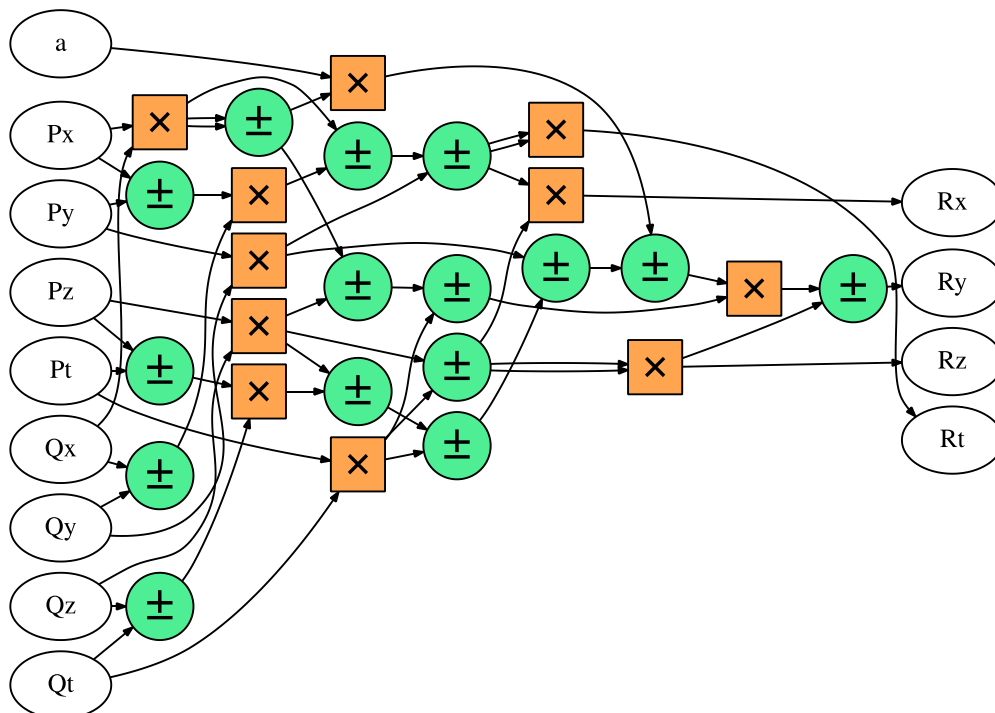 a
×
± × ±
Px × ± ±
Py ± × × Rx
× ± ±
Pz × ± ± × ± Ry
Pt ± × ± ± × Rz
Qx ± × ± Rt
Qy
Qz ±
Qt